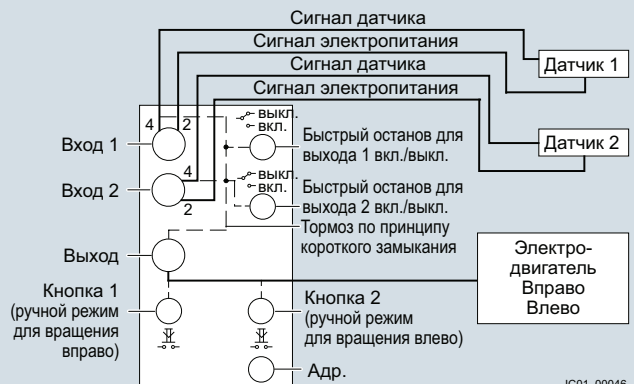 Сигнал датчика
Сигнал электропитания
Сигнал датчика
Сигнал электропитания
Датчик 1
Датчик 2
4 2
Вход 1
выкл.
вкл.
Быстрый останов для
выхода 1 вкл./выкл.
4
Вход 2
2
выкл.
вкл.
Быстрый останов для
выхода 2 вкл./выкл.
Тормоз по принципу
короткого замыкания
Выход
Электро-
двигатель
Вправо
Влево
Кнопка 1
(ручной режим
для вращения
вправо)
Кнопка 2
(ручной режим
для вращения влево)
Адр.
IC01_00046